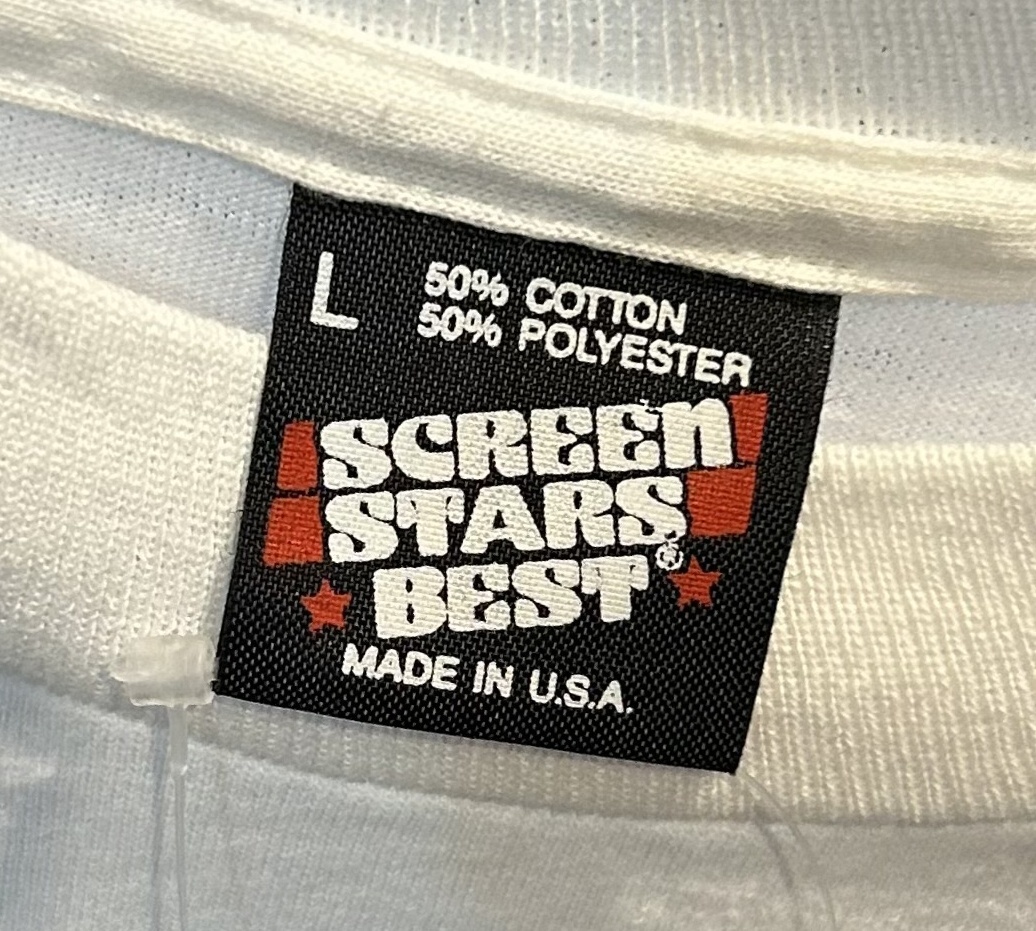 L
50% COTTON
50% POLYESTER
SCREEN
STARS
BEST®
MADE IN U.S.A.